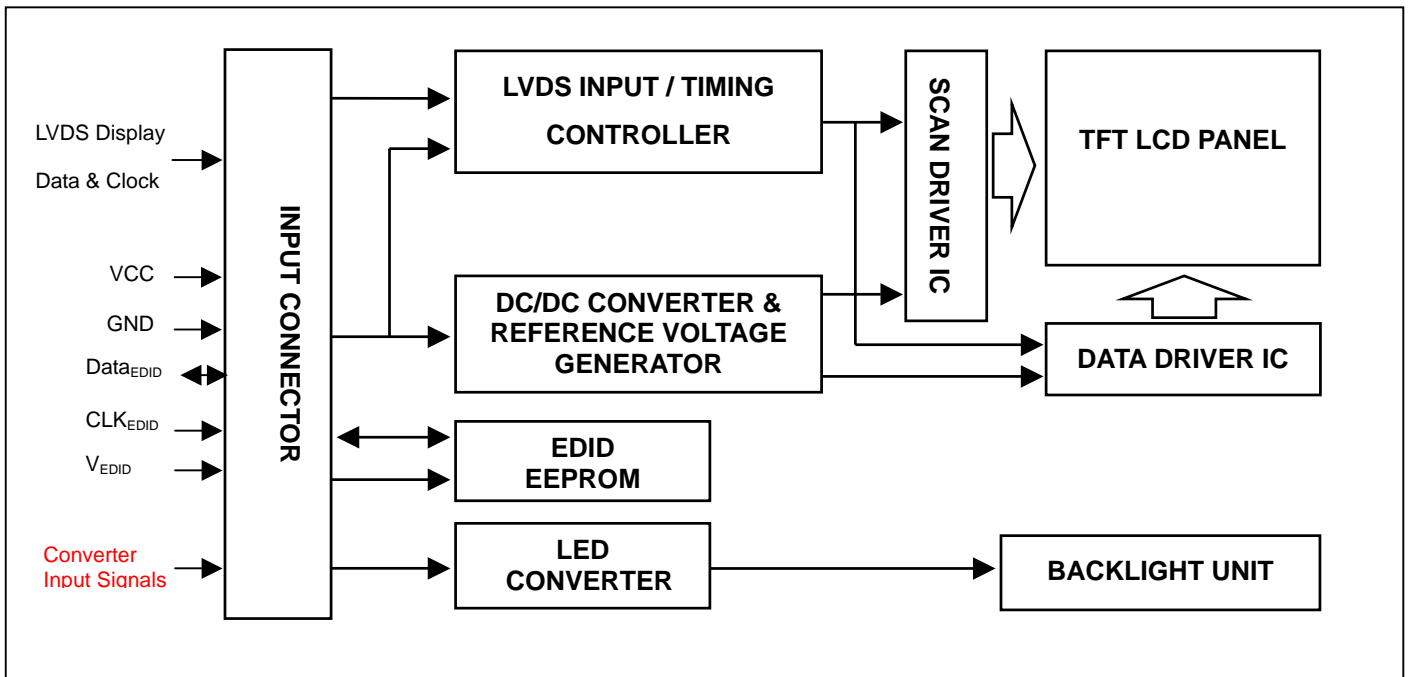 LVDS Display
Data & Clock
VCC
GND
DataEDID
CLKEDID
VEDID
Converter
Input Signals
INPUT CONNECTOR
LVDS INPUT / TIMING
CONTROLLER
DC/DC CONVERTER &
REFERENCE VOLTAGE
GENERATOR
EDID
EEPROM
LED
CONVERTER
SCAN DRIVER IC
TFT LCD PANEL
DATA DRIVER IC
BACKLIGHT UNIT